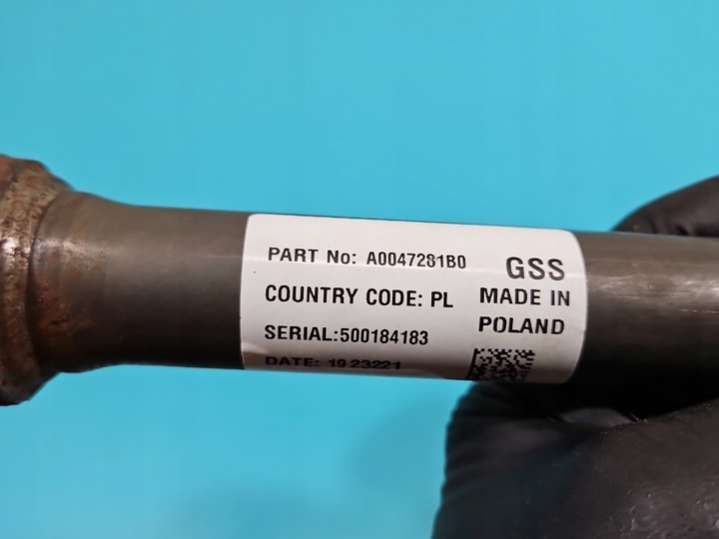 PART No: A0047281B0
GSS
COUNTRY CODE: PL
MADE IN
POLAND
SERIAL:500184183
DATE: 19 23221